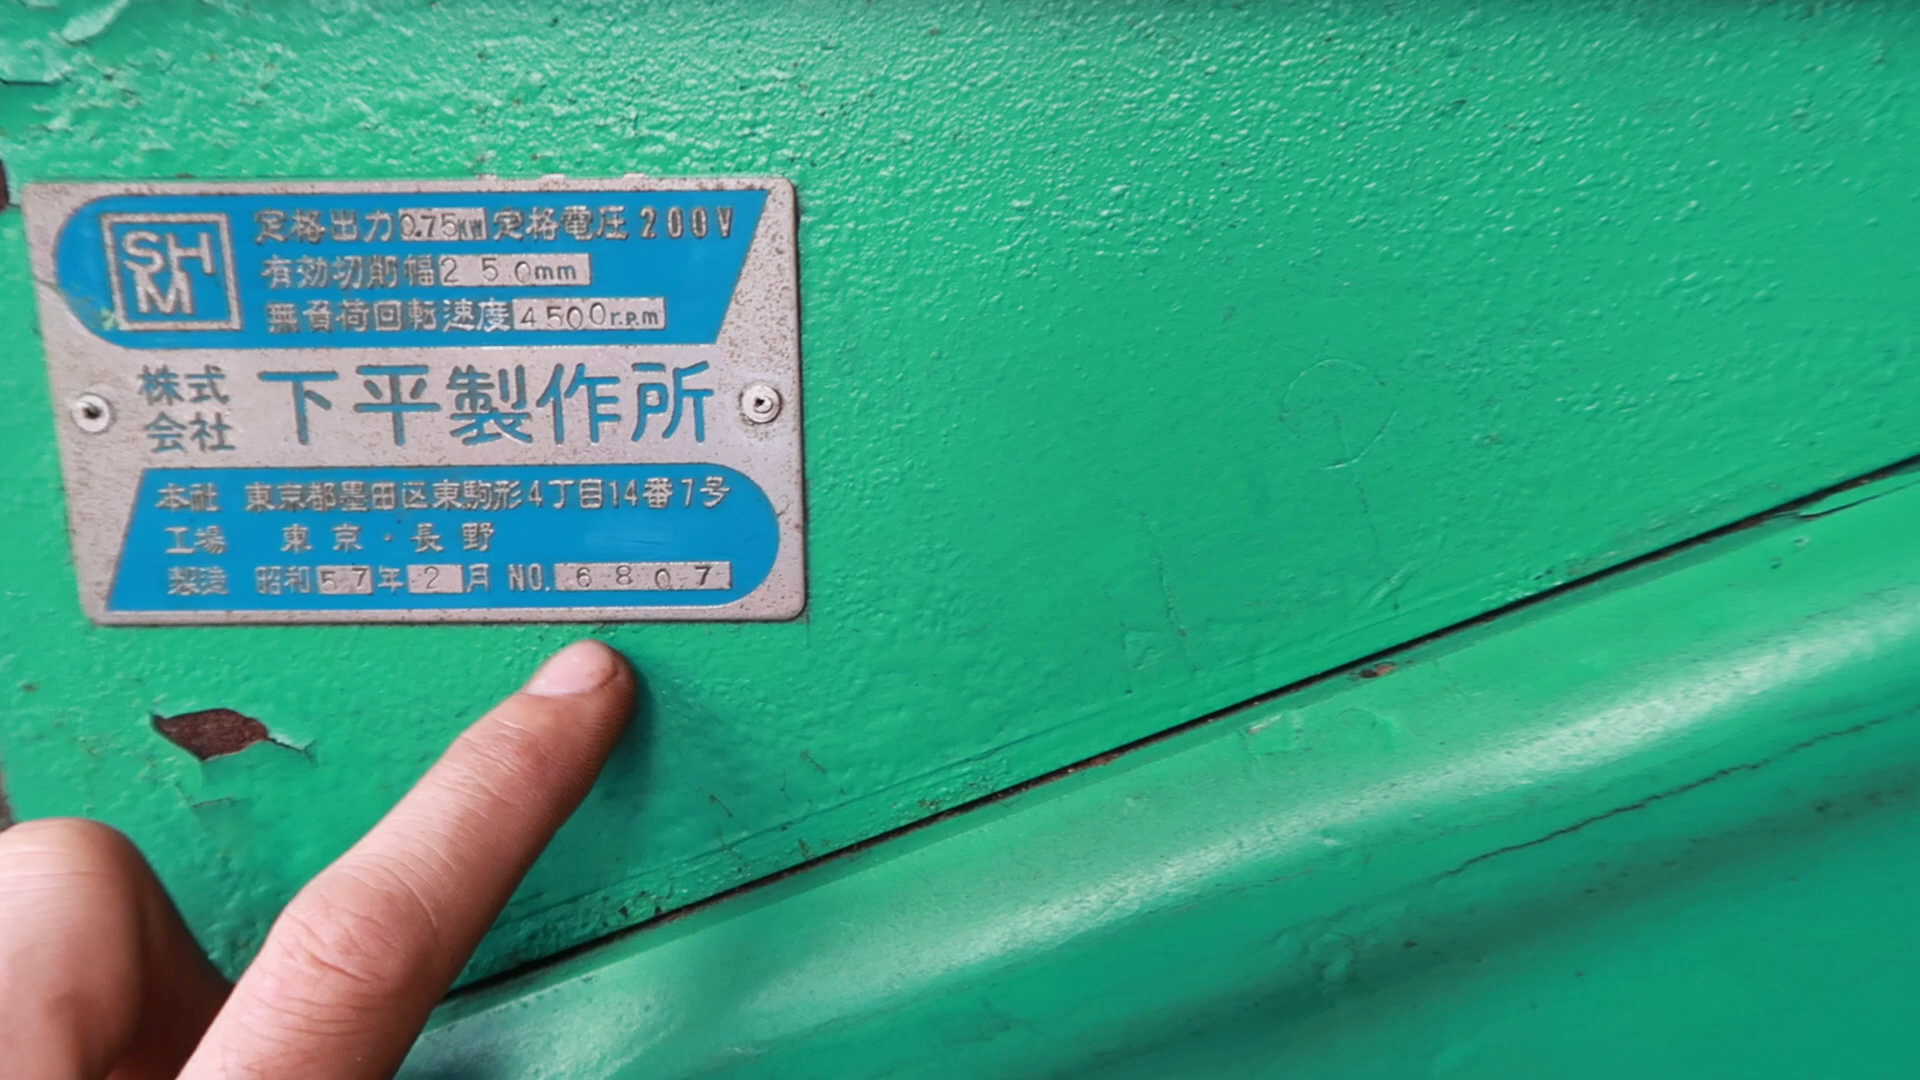 SHM
定格出力0.75KW 定格電圧200V
有効切削幅250mm
無負荷回転速度4500r.p.m
株式会社 下平製作所
本社 東京都墨田区東駒形4丁目14番7号
工場 東京・長野
製造 昭和57年2月 NO.6807